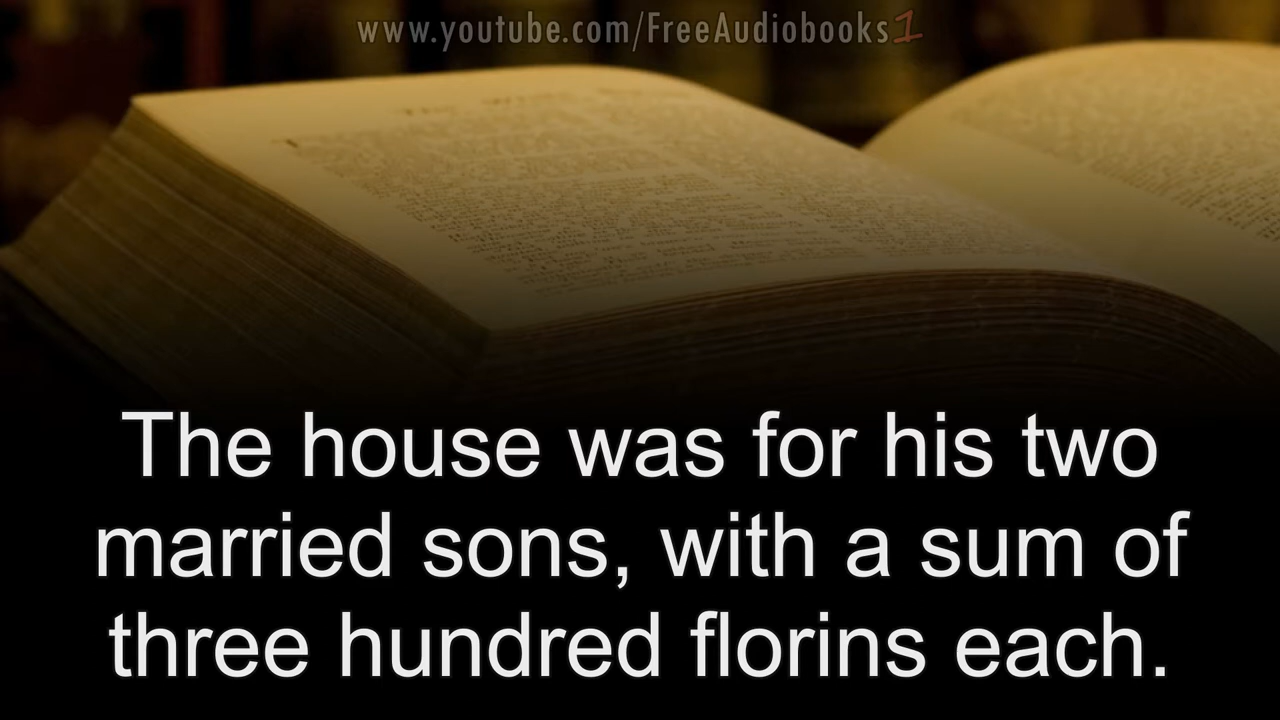 www.youtube.com/FreeAudiobooks1
The house was for his two
married sons, with a sum of
three hundred florins each.